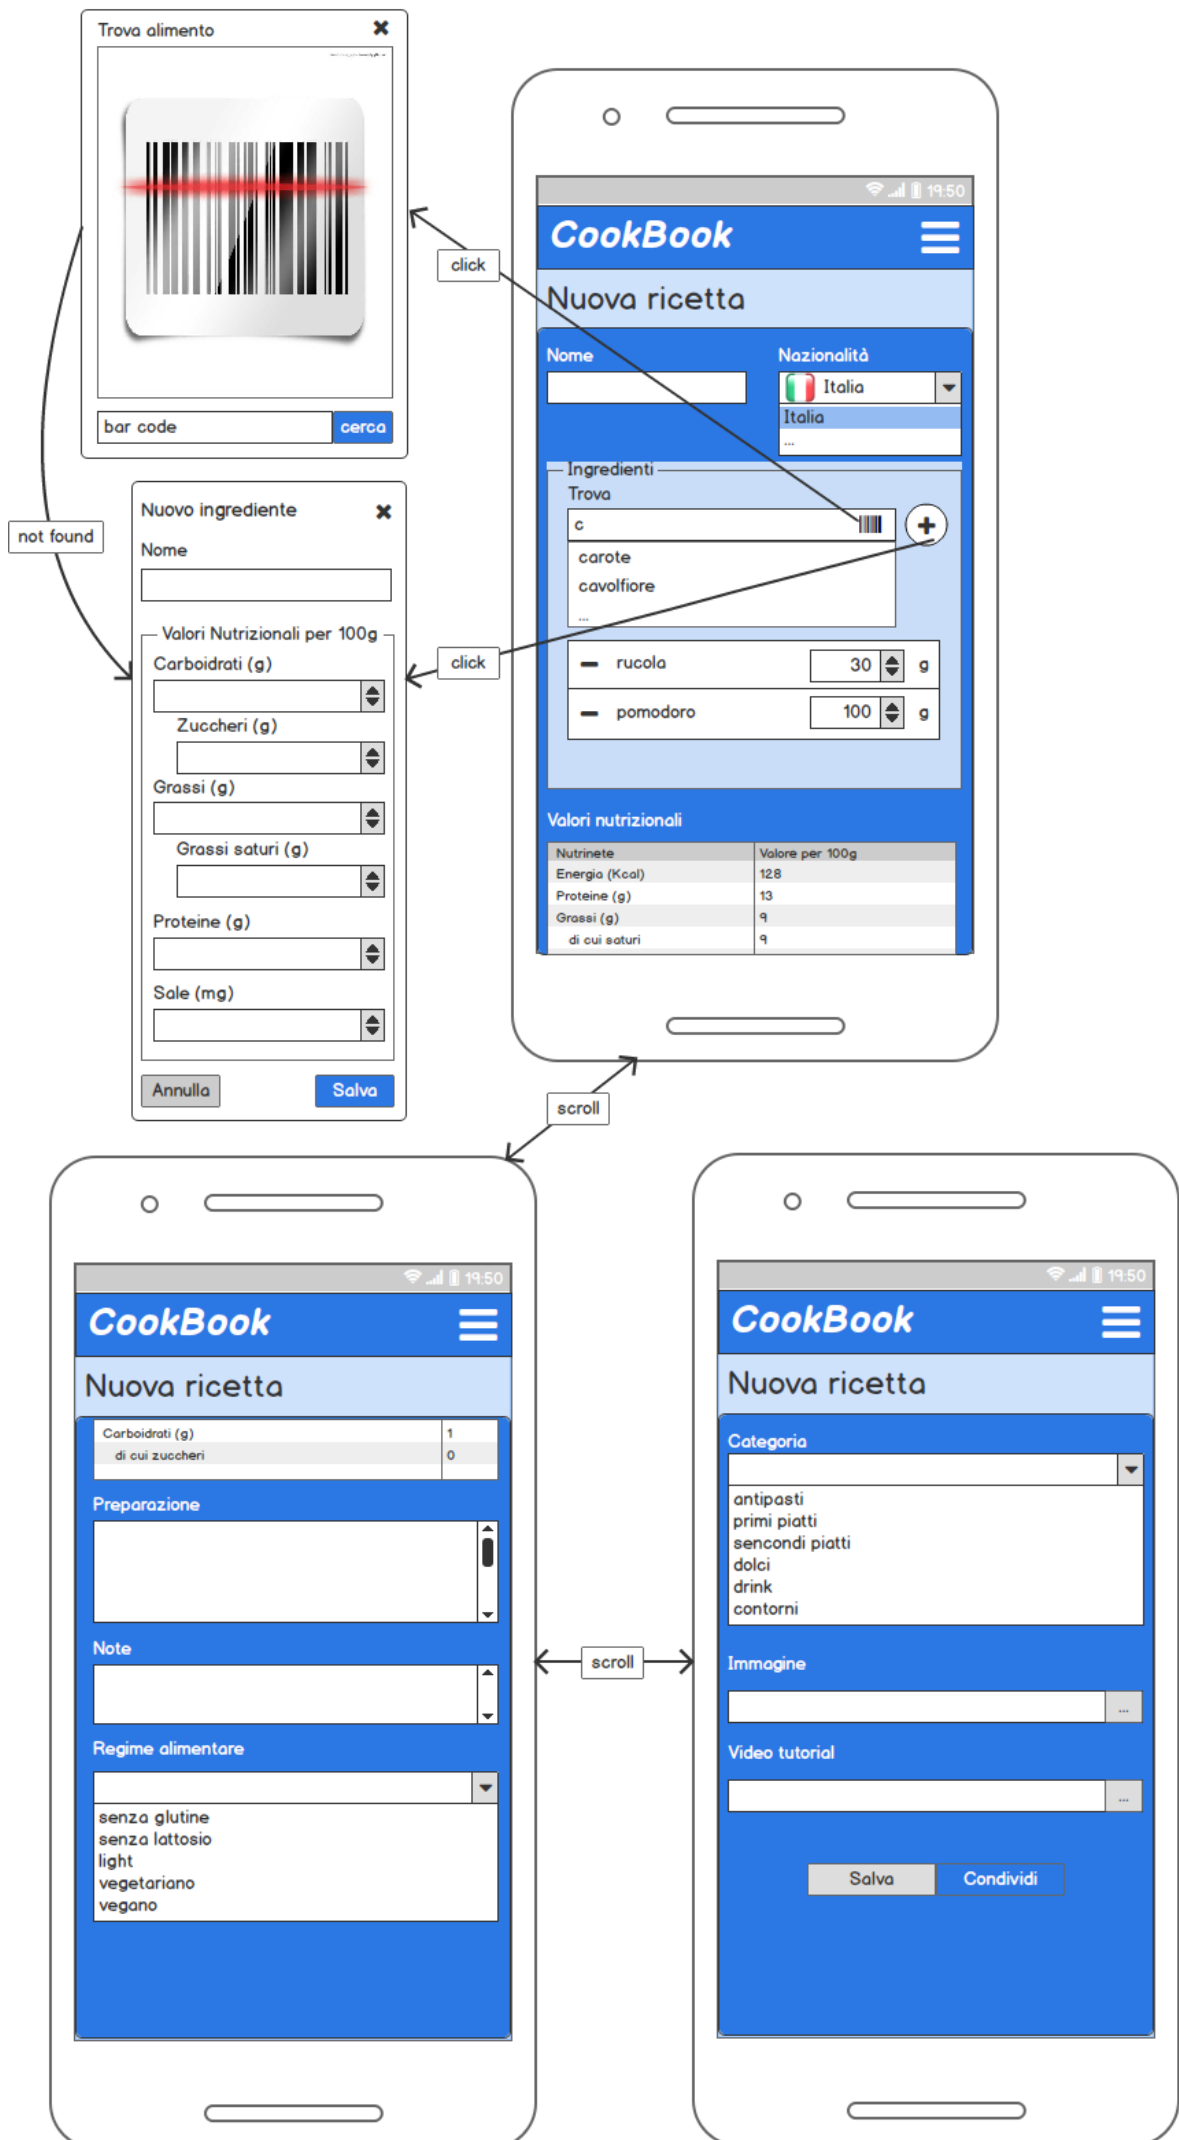 Trova alimento
bar code
cerca
not found
click
Nuovo ingrediente
Nome
Valori Nutrizionali per 100g
Carboidrati (g)
Zuccheri (g)
Grassi (g)
Grassi saturi (g)
Proteine (g)
Sale (mg)
Annulla
Salva
click
19:50
CookBook
Nuova ricetta
Nome
Nazionalità
Italia
Italia
...
Ingredienti
Trova
c
carote
cavolfiore
...
rucola 30 g
pomodoro 100 g
Valori nutrizionali
Nutrinete Valore per 100g
Energia (Kcal) 128
Proteine (g) 13
Grassi (g) 9
di cui saturi 9
scroll
19:50
CookBook
Nuova ricetta
Carboidrati (g) 1
di cui zuccheri 0
Preparazione
Note
Regime alimentare
senza glutine
senza lattosio
light
vegetariano
vegano
scroll
19:50
CookBook
Nuova ricetta
Categoria
antipasti
primi piatti
sencondi piatti
dolci
drink
contorni
Immagine
...
Video tutorial
...
Salva
Condividi